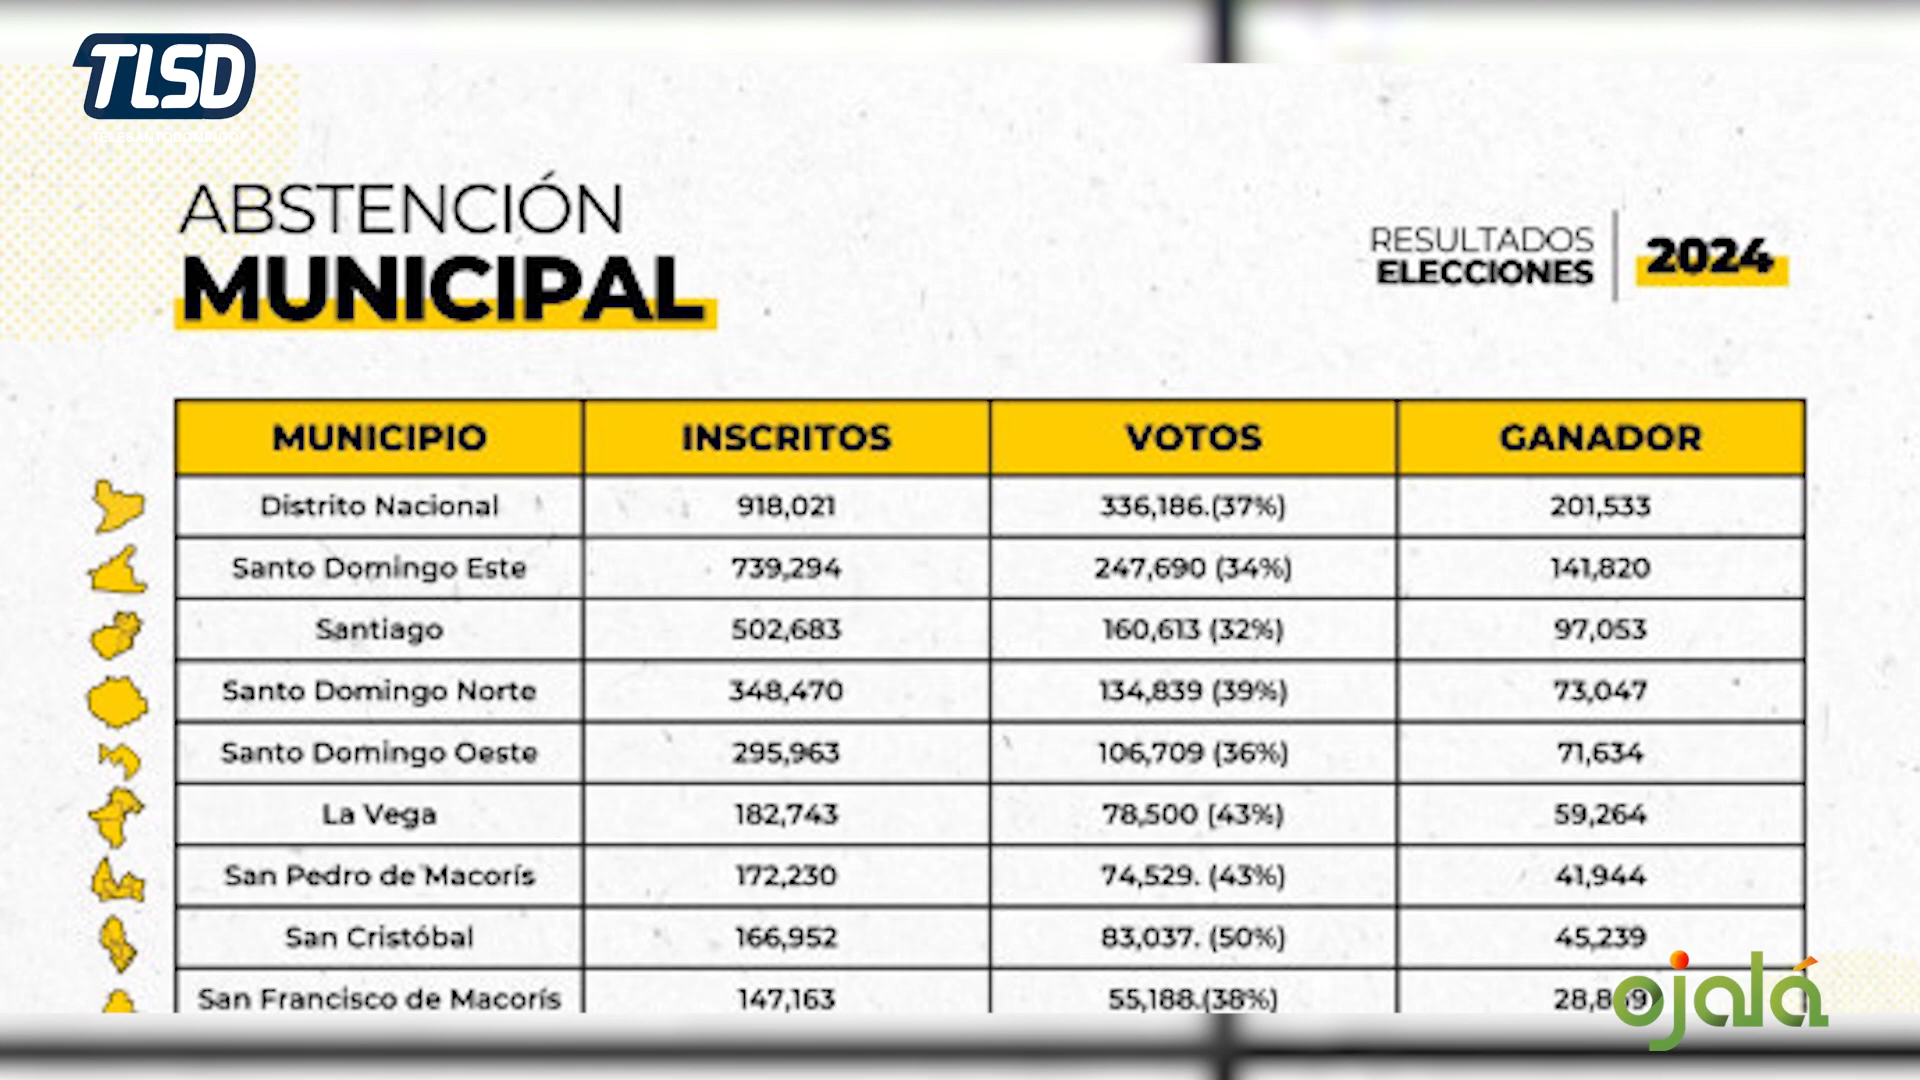 TLSD
ABSTENCIÓN
MUNICIPAL
RESULTADOS
ELECCIONES
2024
MUNICIPIO INSCRITOS VOTOS GANADOR
Distrito Nacional 918,021 336,186.(37%) 201,533
Santo Domingo Este 739,294 247,690 (34%) 141,820
Santiago 502,683 160,613 (32%) 97,053
Santo Domingo Norte 348,470 134,839 (39%) 73,047
Santo Domingo Oeste 295,963 106,709 (36%) 71,634
La Vega 182,743 78,500 (43%) 59,264
San Pedro de Macorís 172,230 74,529. (43%) 41,944
San Cristóbal 166,952 83,037. (50%) 45,239
San Francisco de Macorís 147,163 55,188.(38%)
ojalá